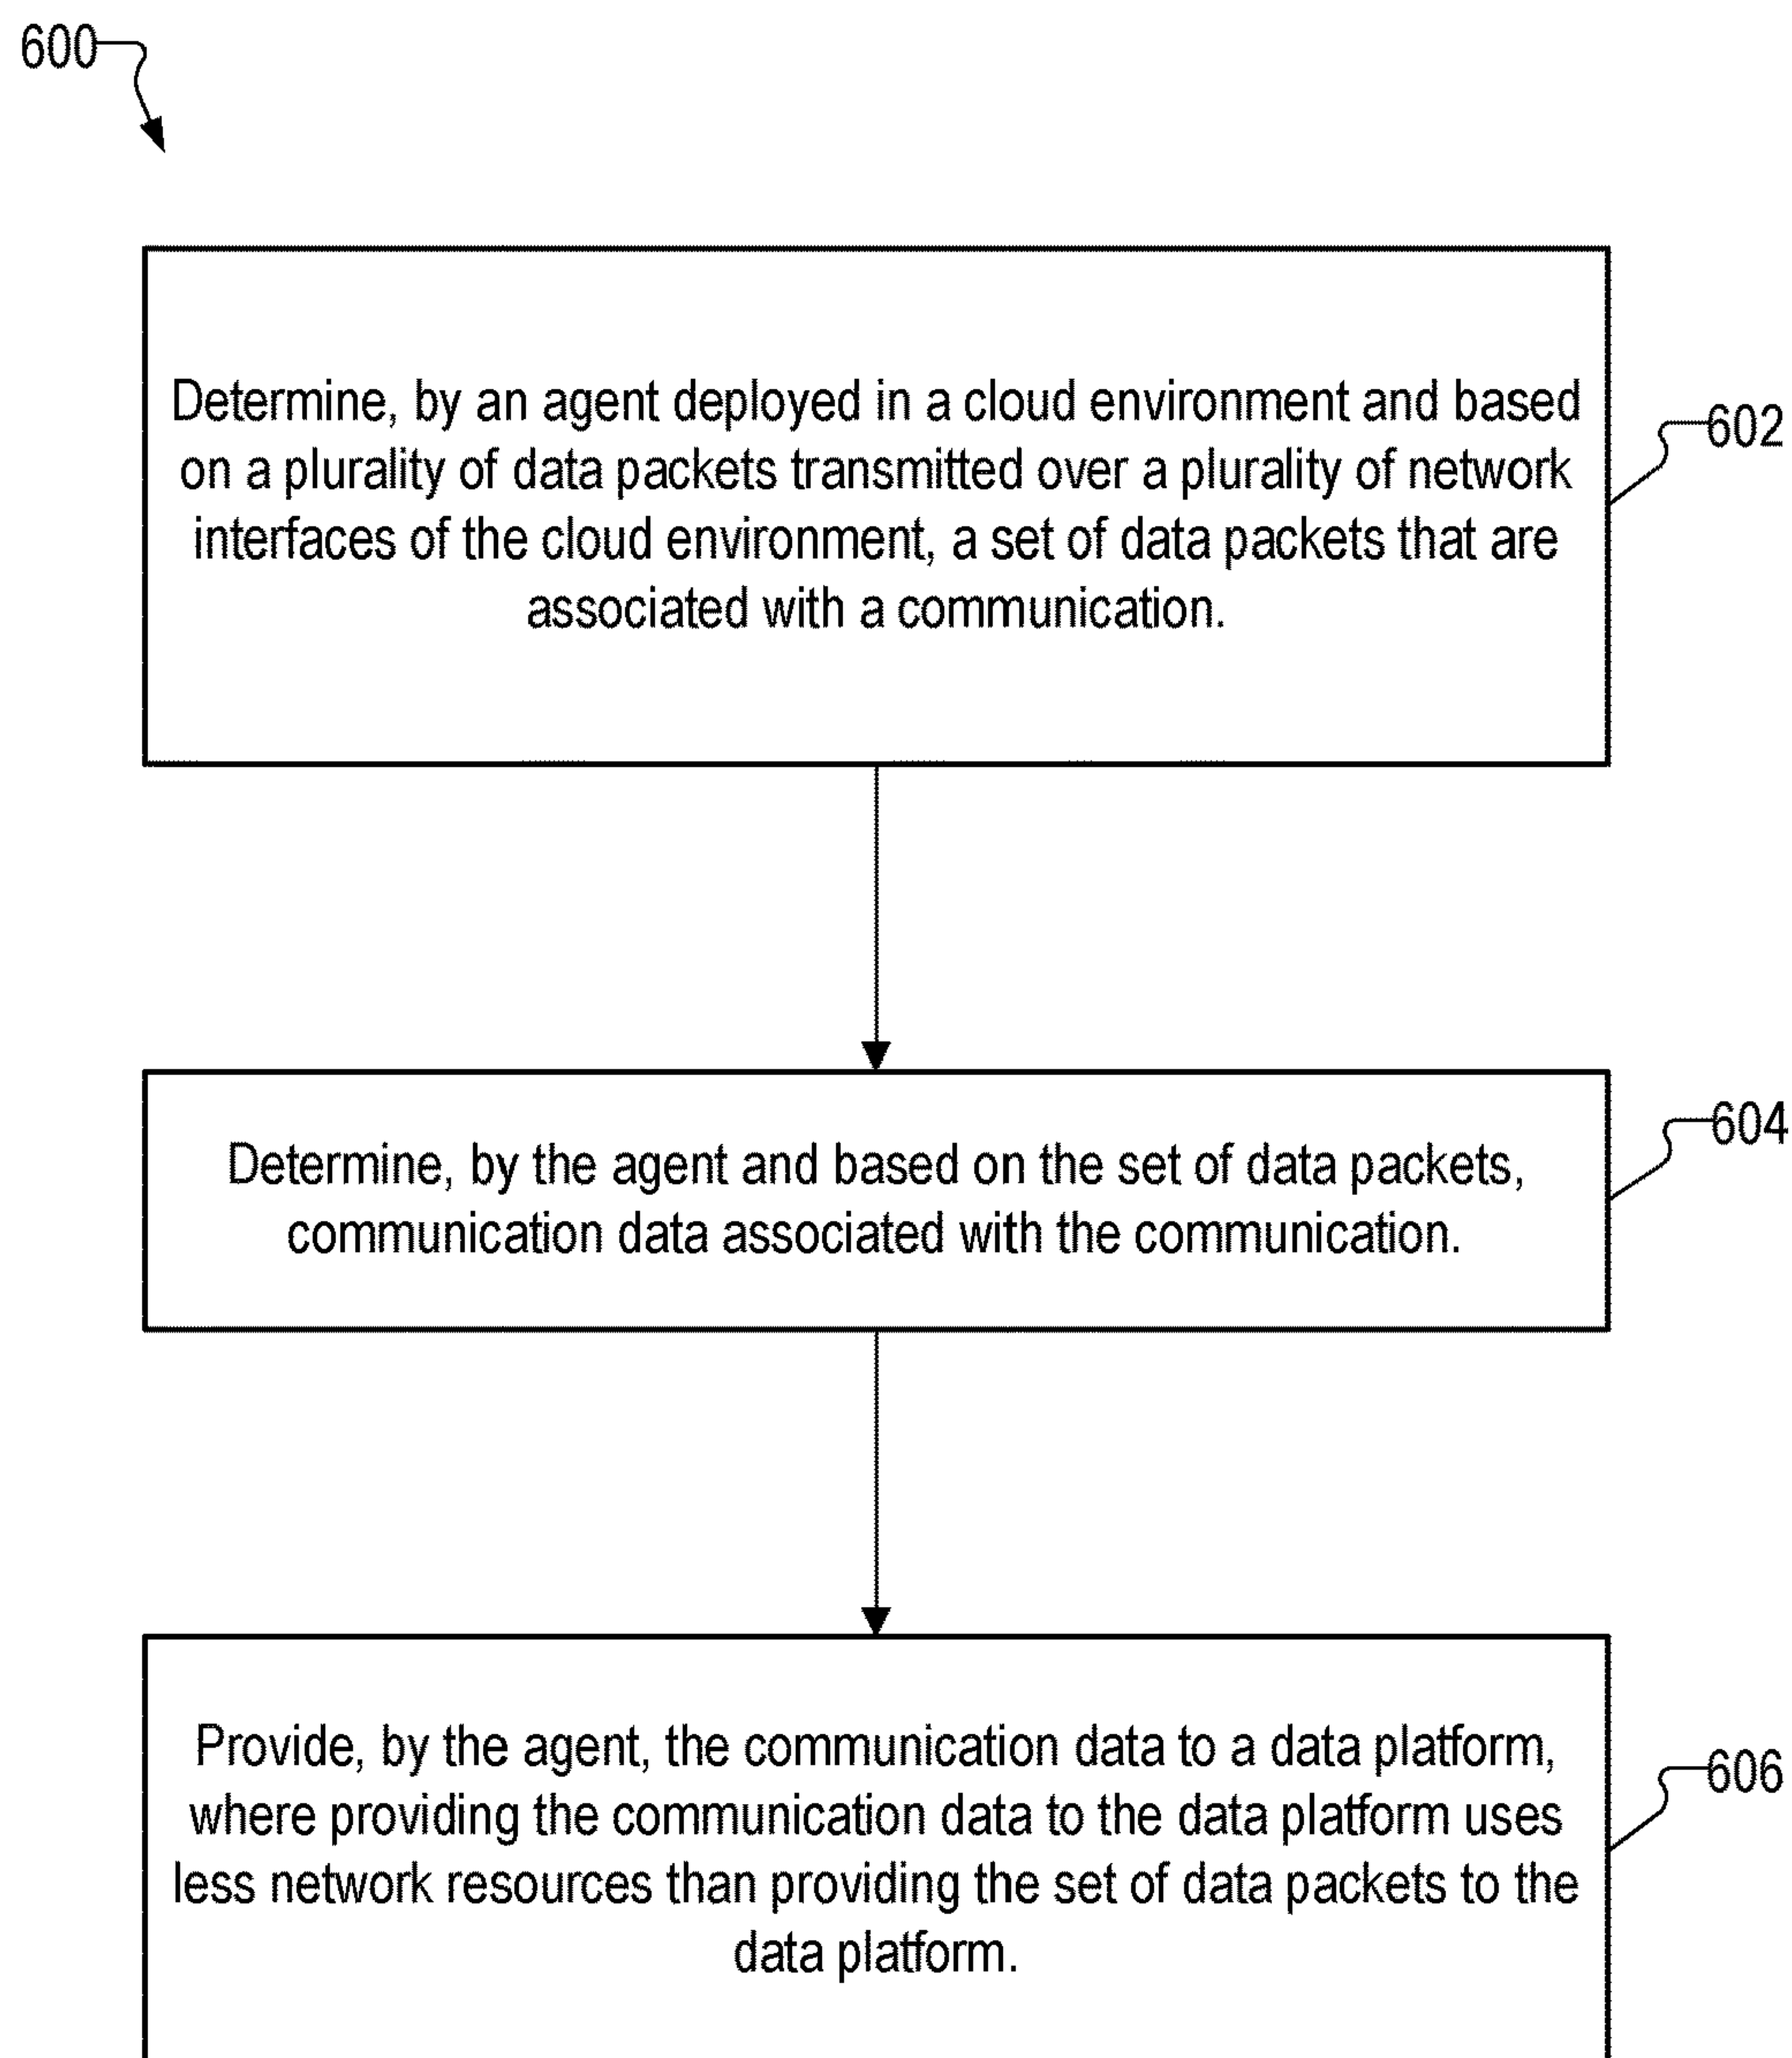 600
Determine, by an agent deployed in a cloud environment and based
on a plurality of data packets transmitted over a plurality of network
interfaces of the cloud environment, a set of data packets that are
associated with a communication.
602
Determine, by the agent and based on the set of data packets,
communication data associated with the communication.
604
Provide, by the agent, the communication data to a data platform,
where providing the communication data to the data platform uses
less network resources than providing the set of data packets to the
data platform.
606